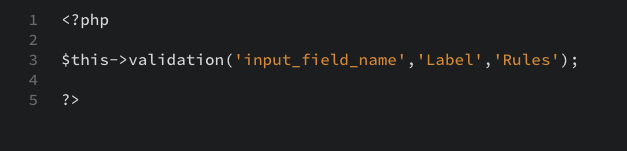 1 <?php
2
3 $this->validation('input_field_name','Label','Rules');
4
5 ?>